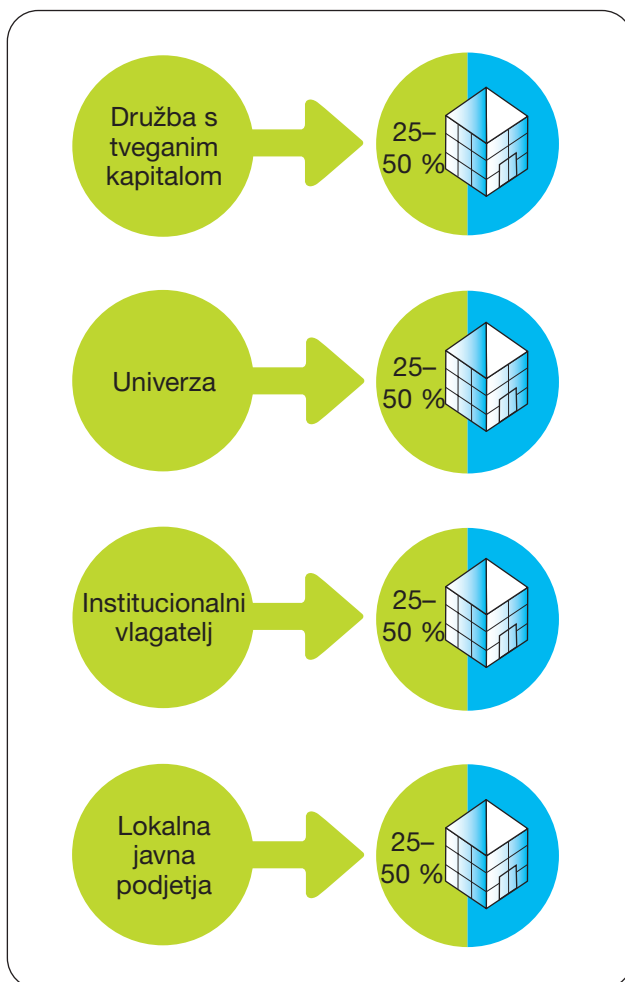 Družba s
tveganim
kapitalom
25–
50 %
Univerza
25–
50 %
Institucionalni
vlagatelj
25–
50 %
Lokalna
javna
podjetja
25–
50 %